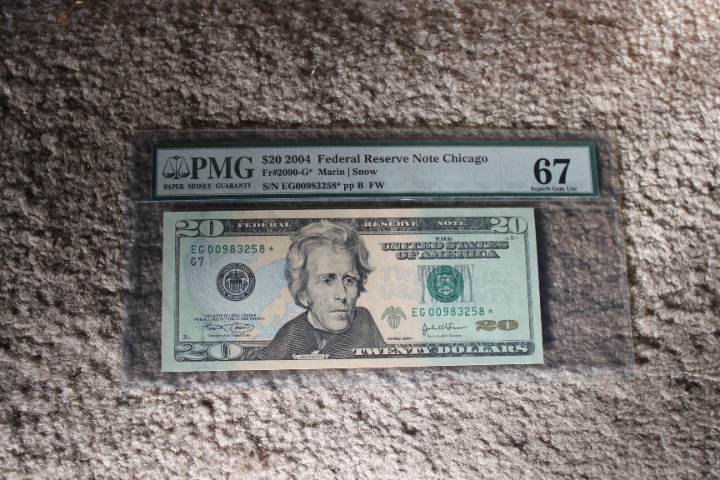 PMG
PAPER MONEY GUARANTY
$20 2004 Federal Reserve Note Chicago
Fr#2090-G* Marin | Snow
S/N EG00983258* pp B FW
67
Superb Gem Unc
20 FEDERAL RESERVE NOTE 20
EG 00983258 *
G7
THE
UNITED STATES
OF AMERICA
EG 00983258 *
20
20 TWENTY DOLLARS